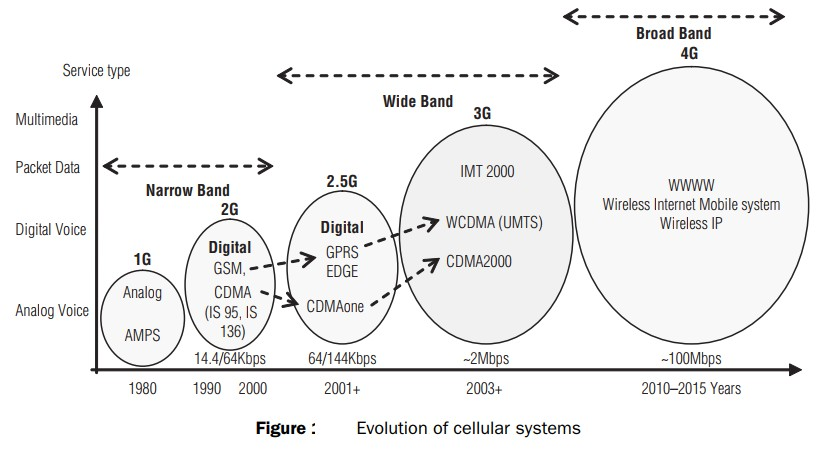 Broad Band
4G
Service type
Wide Band
Multimedia
3G
Packet Data
IMT 2000
2.5G
Narrow Band
2G
WWWW
Wireless Internet Mobile system
Wireless IP
Digital Voice
Digital
GPRS
EDGE
WCDMA (UMTS)
Digital
GSM,
1G
CDMA2000
Analog
CDMA
(IS 95, IS
136)
CDMAone
Analog Voice
AMPS
14.4/64Kbps
64/144Kbps
~2Mbps
~100Mbps
1980
1990
2000
2001+
2003+
2010–2015 Years
Figure : Evolution of cellular systems